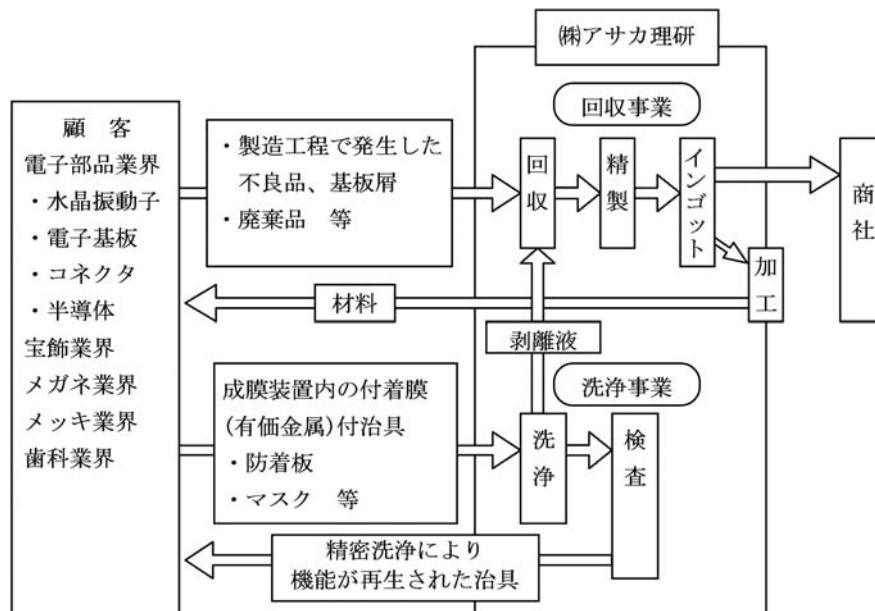 ㈱アサカ理研
回収事業
顧　客
電子部品業界
・水晶振動子
・電子基板
・コネクタ
・半導体
宝飾業界
メガネ業界
メッキ業界
歯科業界
・製造工程で発生した
不良品、基板屑
・廃棄品　等
回収
精製
インゴット
商社
加工
材料
剥離液
洗浄事業
成膜装置内の付着膜
(有価金属)付治具
・防着板
・マスク　等
洗浄
検査
精密洗浄により
機能が再生された治具